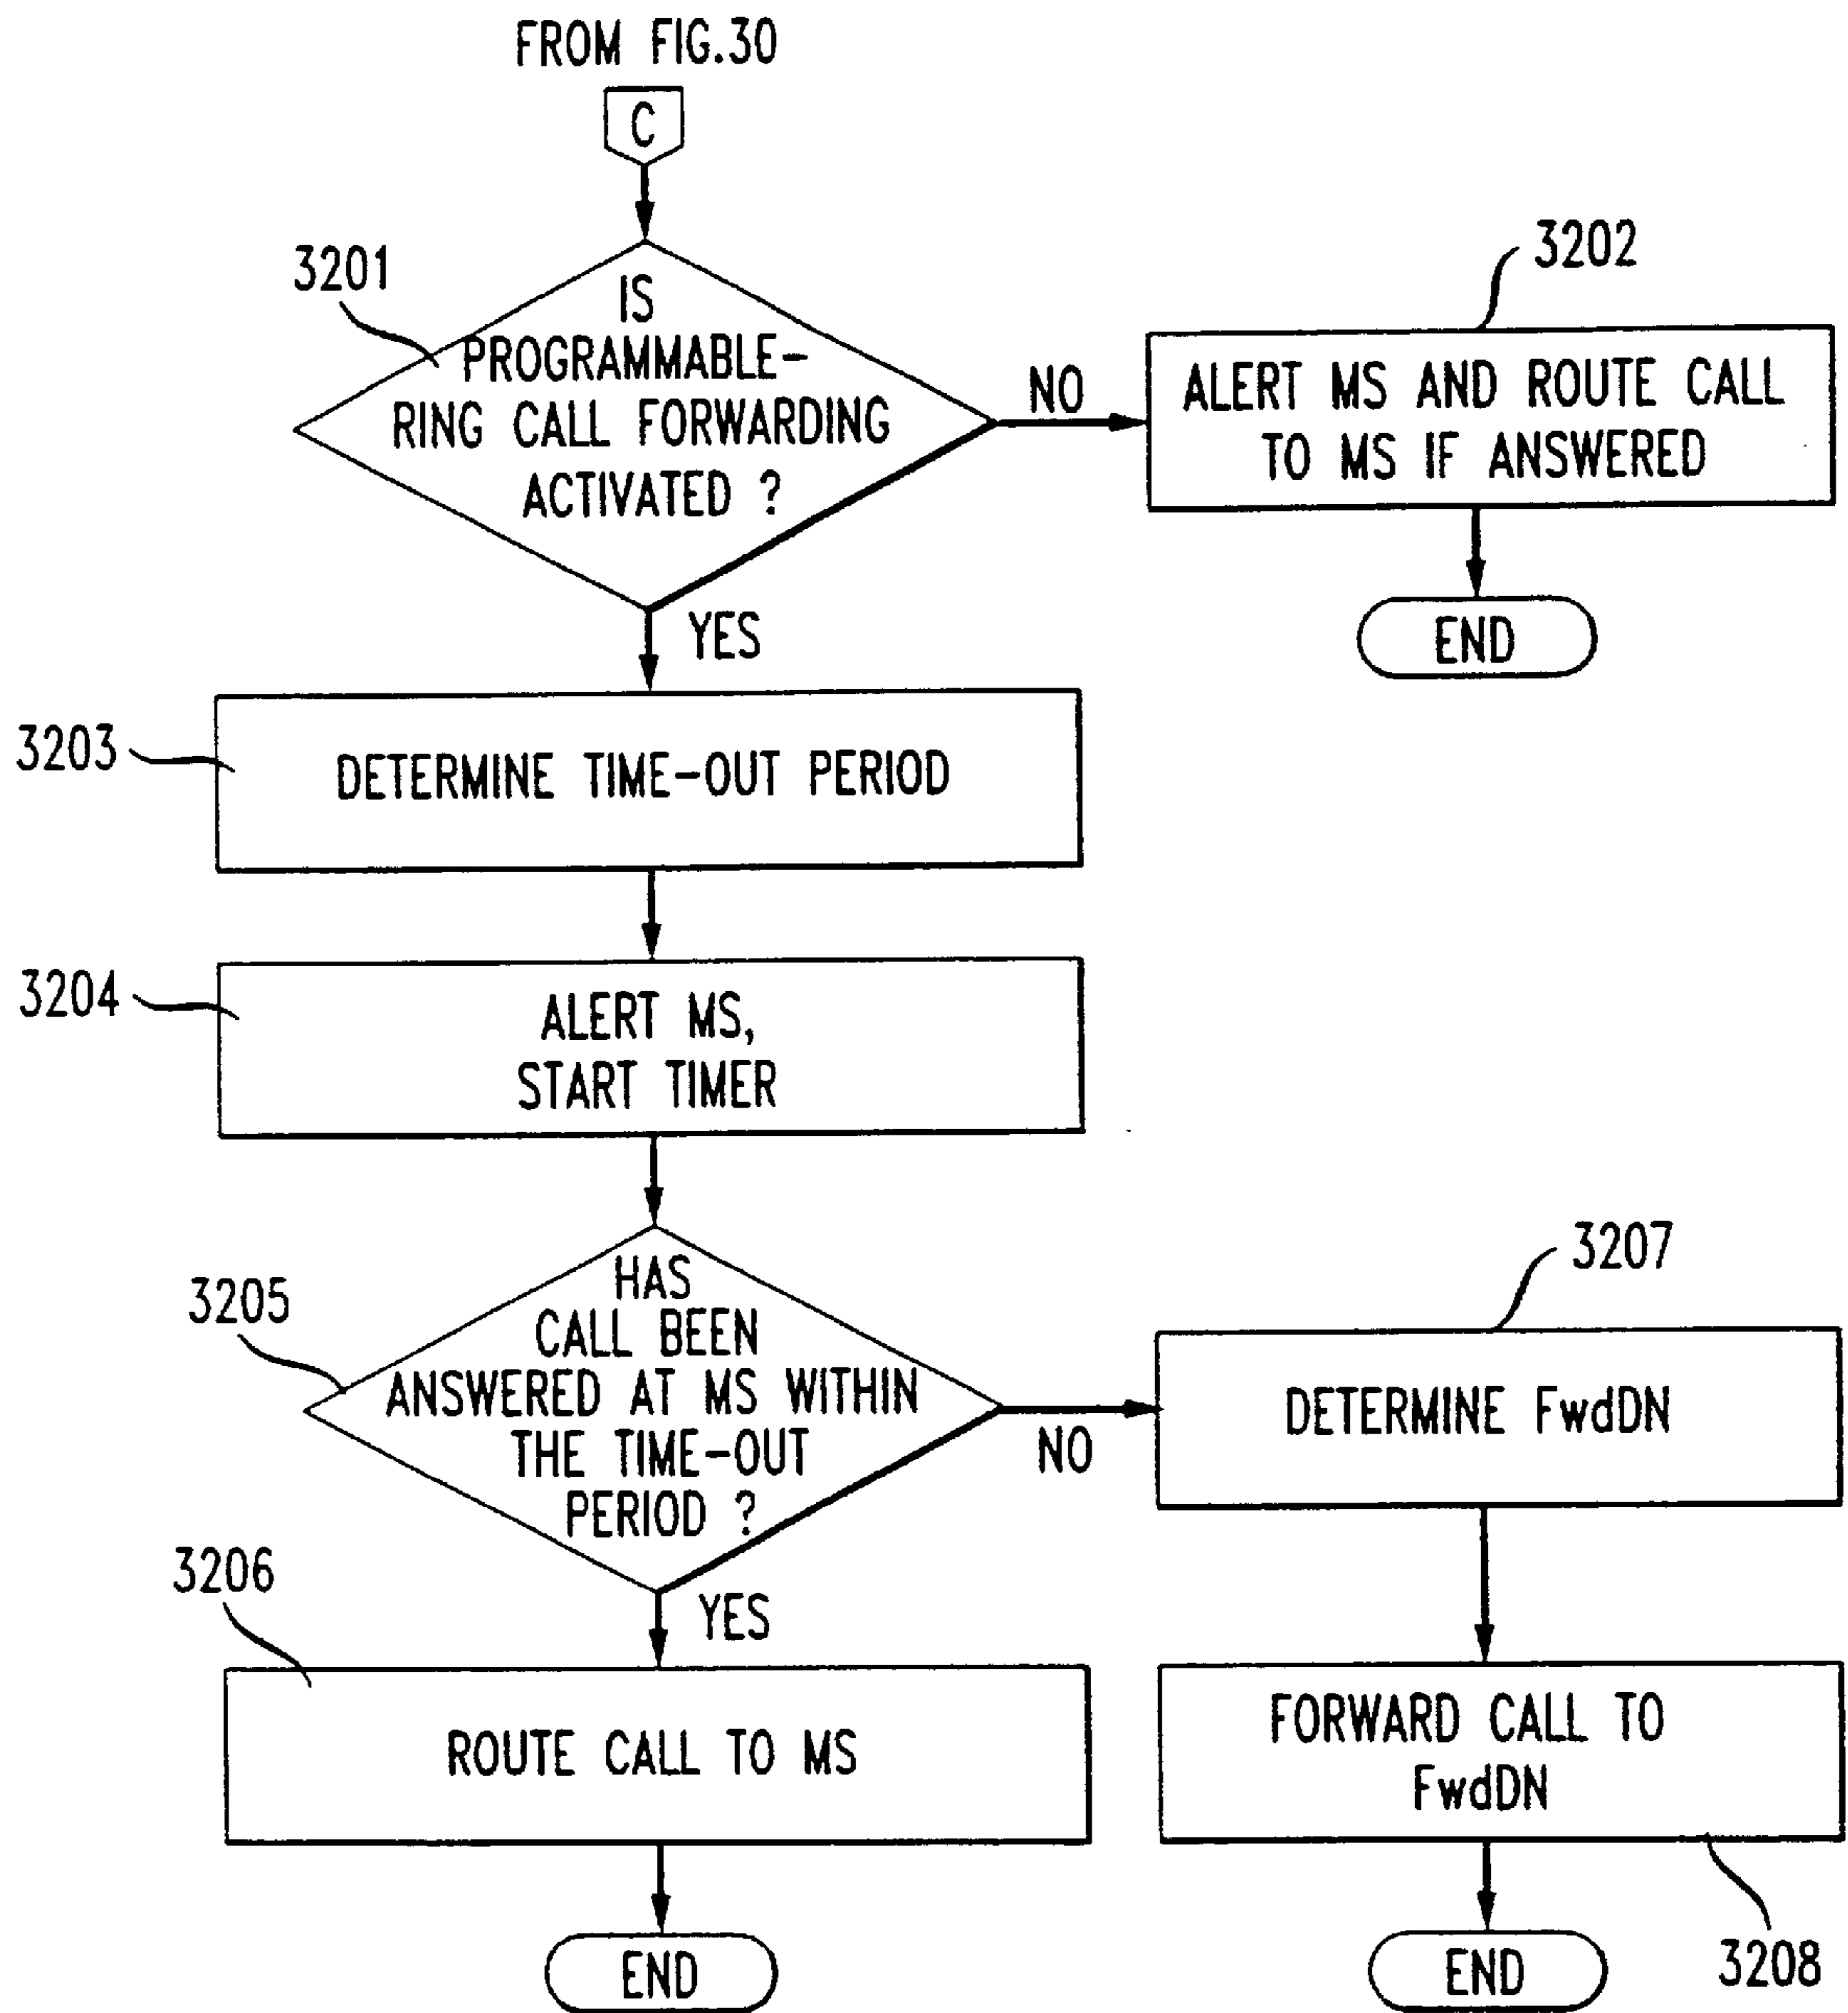 FROM FIG.30
C
3201
IS
PROGRAMMABLE-
RING CALL FORWARDING
ACTIVATED ?
NO
3202
ALERT MS AND ROUTE CALL
TO MS IF ANSWERED
END
YES
3203
DETERMINE TIME-OUT PERIOD
3204
ALERT MS,
START TIMER
3205
HAS
CALL BEEN
ANSWERED AT MS WITHIN
THE TIME-OUT
PERIOD ?
NO
3207
DETERMINE FwdDN
YES
3206
ROUTE CALL TO MS
END
FORWARD CALL TO
FwdDN
3208
END